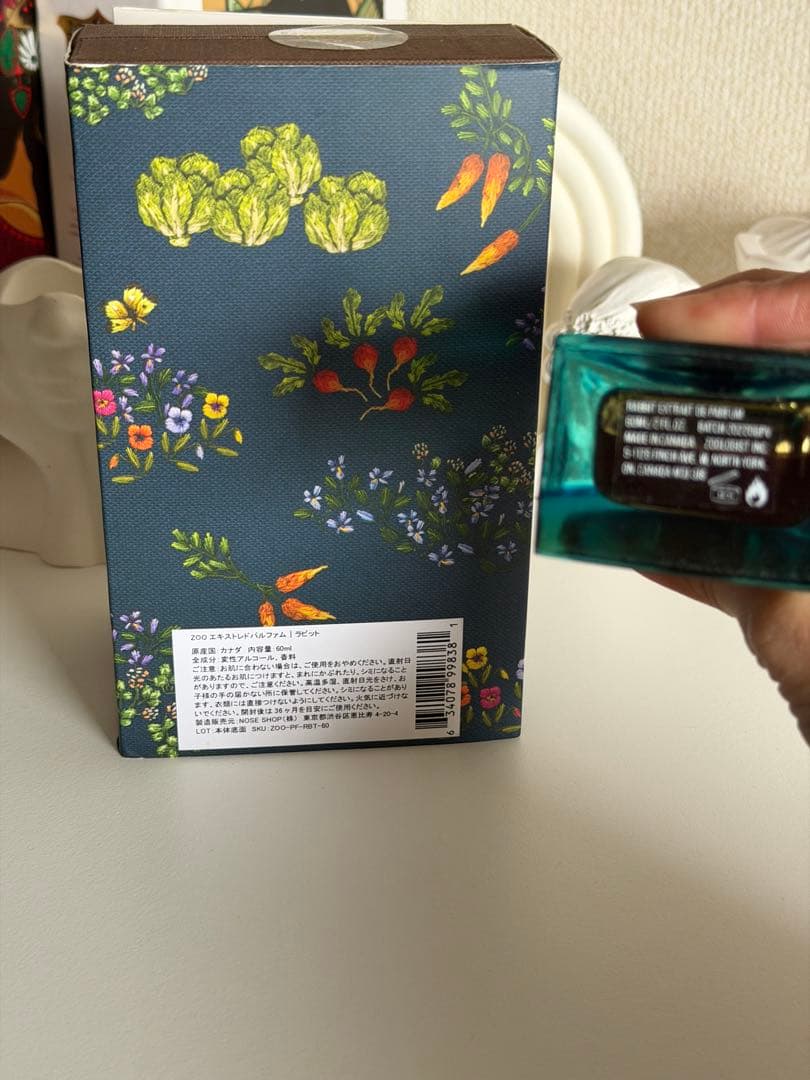 ZOO エキストレドパルファム | ラビット
原産国:カナダ 内容量:60ml
全成分:変性アルコール、香料
ご注意:お肌に合わない場合は、ご使用をおやめください。直射日
光のあたるお肌につけますと、まれにかぶれたり、シミになること
がありますので、ご注意ください。高温多湿、直射日光をさけ、お
子様の手の届かない所に保管してください。シミになることがあり
ます、衣類には直接つけないようにしてください。火気に近づけな
いでください。開封後は36ヶ月を目安にご使用ください。
製造販売元:NOSE SHOP(株) 東京都渋谷区恵比寿 4-20-4
LOT:本体底面 SKU:ZOO-PF-RBT-60
6 34078 99838 1
RABBIT EXTRAIT DE PARFUM
60ML/2 FL.OZ.
MADE IN CANADA. ZOOLOGIST INC.
NORTH YORK,
ON, CANADA